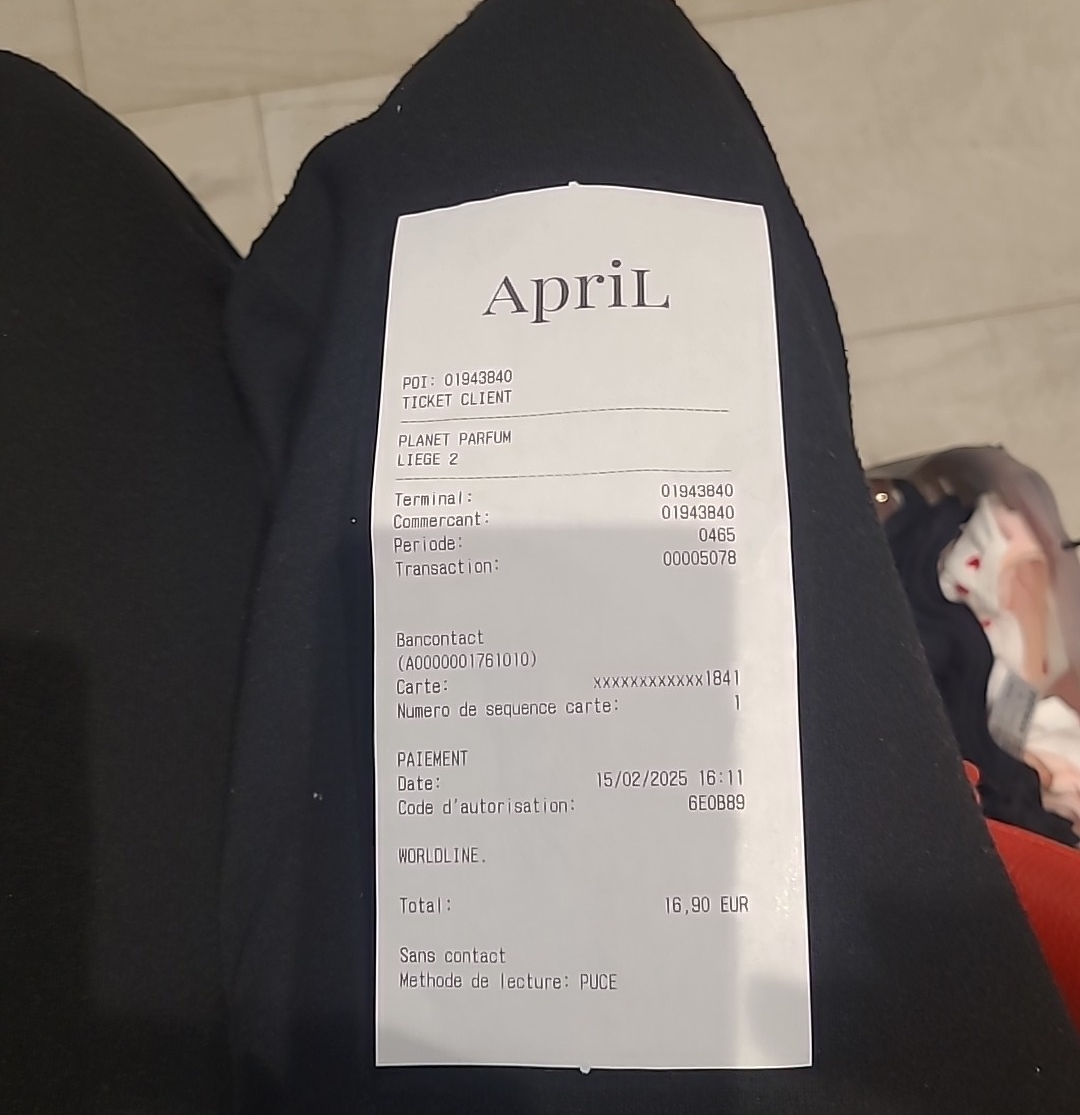 ApriL
POI: 01943840
TICKET CLIENT
PLANET PARFUM
LIEGE 2
Terminal: 01943840
Commercant: 01943840
Periode: 0465
Transaction: 00005078
Bancontact
(A0000001761010)
Carte: xxxxxxxxxxxx1841
Numero de sequence carte: 1
PAIEMENT
Date: 15/02/2025 16:11
Code d'autorisation: 6E0B89
WORLDLINE.
Total: 16,90 EUR
Sans contact
Methode de lecture: PUCE